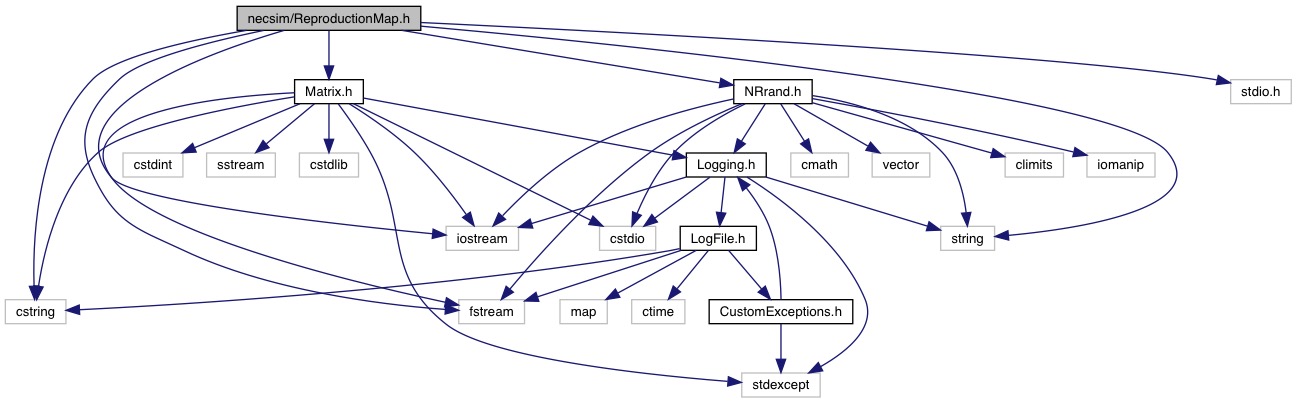 necsim/ReproductionMap.h
Matrix.h
NRrand.h
stdio.h
cstdint
sstream
cstdlib
Logging.h
cmath
vector
climits
iomanip
iostream
cstdio
LogFile.h
string
cstring
fstream
map
ctime
CustomExceptions.h
stdexcept